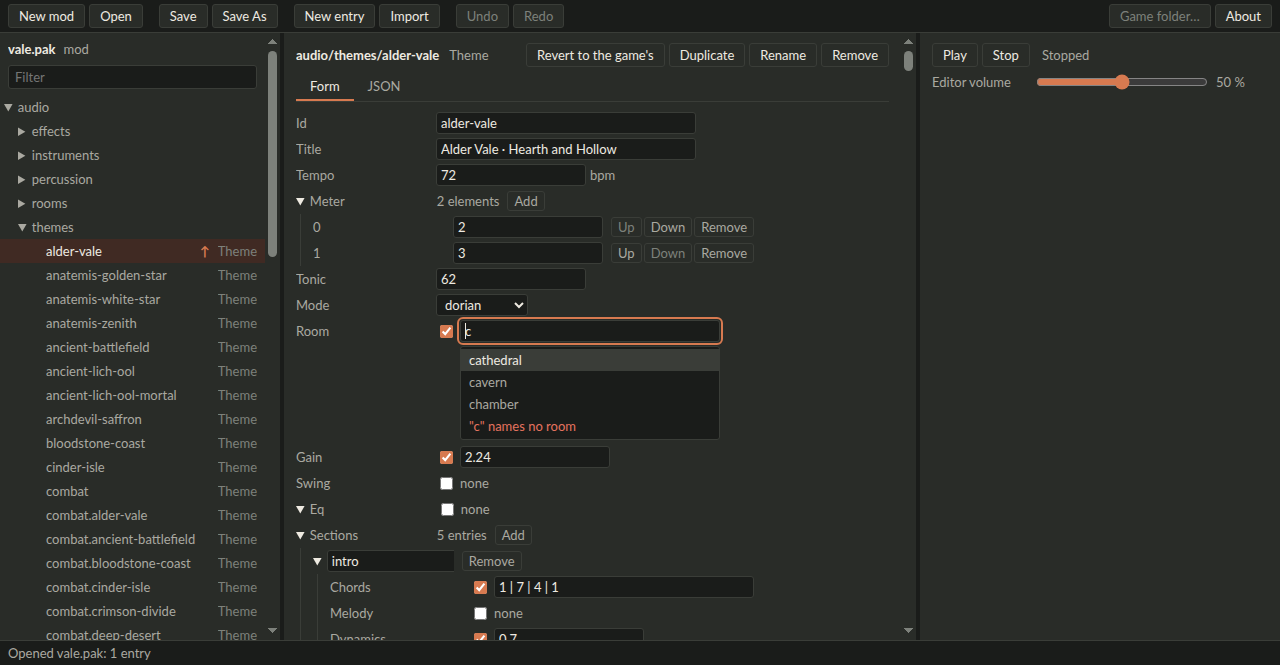 New mod Open Save Save As New entry Import Undo Redo Game folder... About
vale.pak mod
Filter
audio
effects
instruments
percussion
rooms
themes
alder-vale ↑ Theme
anatemis-golden-star Theme
anatemis-white-star Theme
anatemis-zenith Theme
ancient-battlefield Theme
ancient-lich-ool Theme
ancient-lich-ool-mortal Theme
archdevil-saffron Theme
bloodstone-coast Theme
cinder-isle Theme
combat Theme
combat.alder-vale Theme
combat.ancient-battlefield Theme
combat.bloodstone-coast Theme
combat.cinder-isle Theme
combat.crimson-divide Theme
combat.deep-desert Theme
audio/themes/alder-vale Theme Revert to the game's Duplicate Rename Remove
Form JSON
Id alder-vale
Title Alder Vale · Hearth and Hollow
Tempo 72 bpm
Meter 2 elements Add
0 2 Up Down Remove
1 3 Up Down Remove
Tonic 62
Mode dorian
Room c
cathedral
cavern
chamber
"c" names no room
Gain 2.24
Swing none
Eq none
Sections 5 entries Add
intro Remove
Chords 1 | 7 | 4 | 1
Melody none
Dynamics 0.7
Play Stop Stopped
Editor volume 50 %
Opened vale.pak: 1 entry